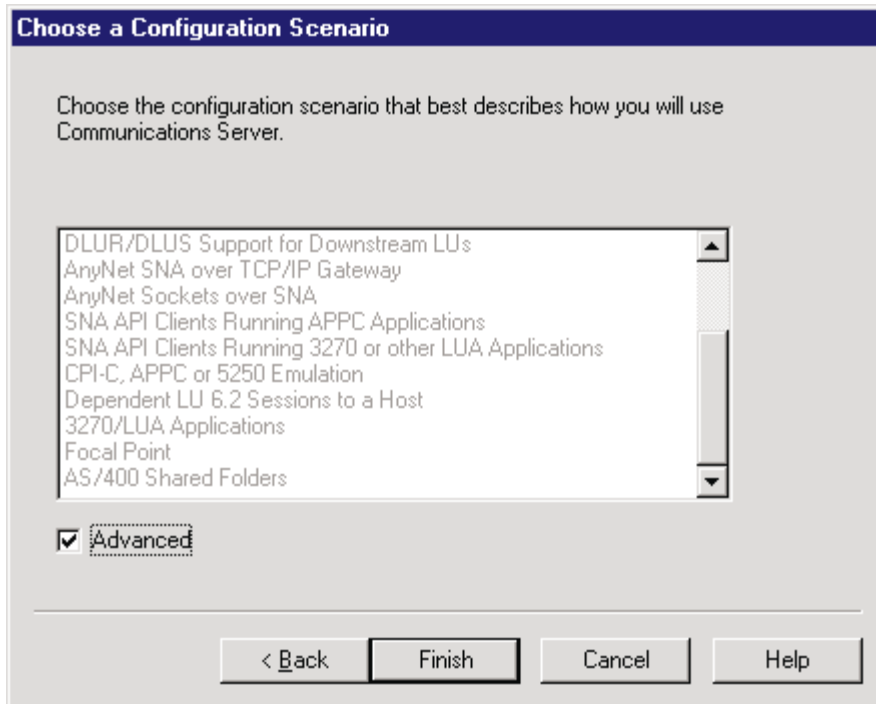 Choose a Configuration Scenario
Choose the configuration scenario that best describes how you will use
Communications Server.
DLUR/DLUS Support for Downstream LUs
AnyNet SNA over TCP/IP Gateway
AnyNet Sockets over SNA
SNA API Clients Running APPC Applications
SNA API Clients Running 3270 or other LUA Applications
CPI-C, APPC or 5250 Emulation
Dependent LU 6.2 Sessions to a Host
3270/LUA Applications
Focal Point
AS/400 Shared Folders
Advanced
< Back Finish Cancel Help